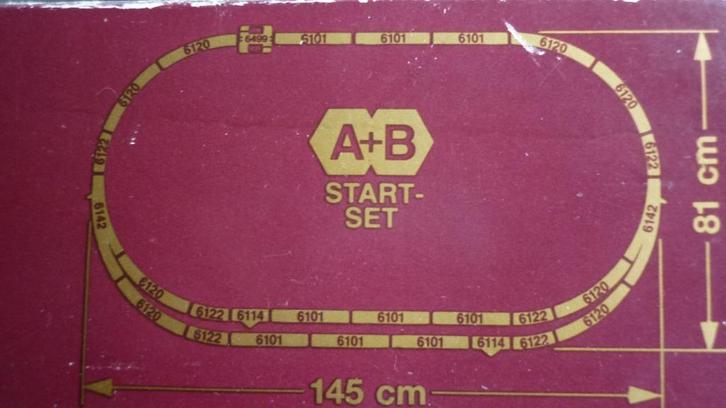 6120 6499 6101 6101 6101 6120
6120 6120
6122 6122
A+B
START-
SET
81 cm
6142 6142
6120 6120
6122 6114 6101 6101 6101 6122
6120 6120
6122 6101 6101 6101 6114 6122
145 cm